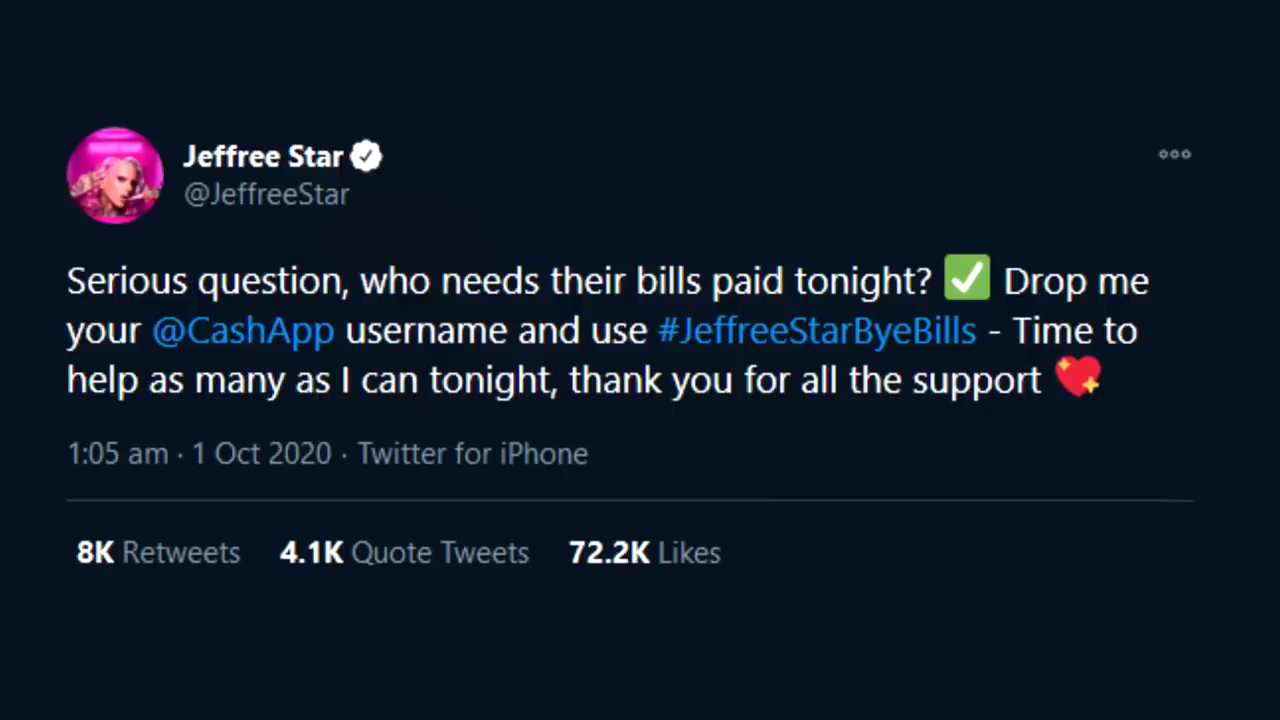 Jeffree Star
@JeffreeStar
Serious question, who needs their bills paid tonight? ✅ Drop me
your @CashApp username and use #JeffreeStarByeBills - Time to
help as many as I can tonight, thank you for all the support 💖
1:05 am · 1 Oct 2020 · Twitter for iPhone
8K Retweets 4.1K Quote Tweets 72.2K Likes